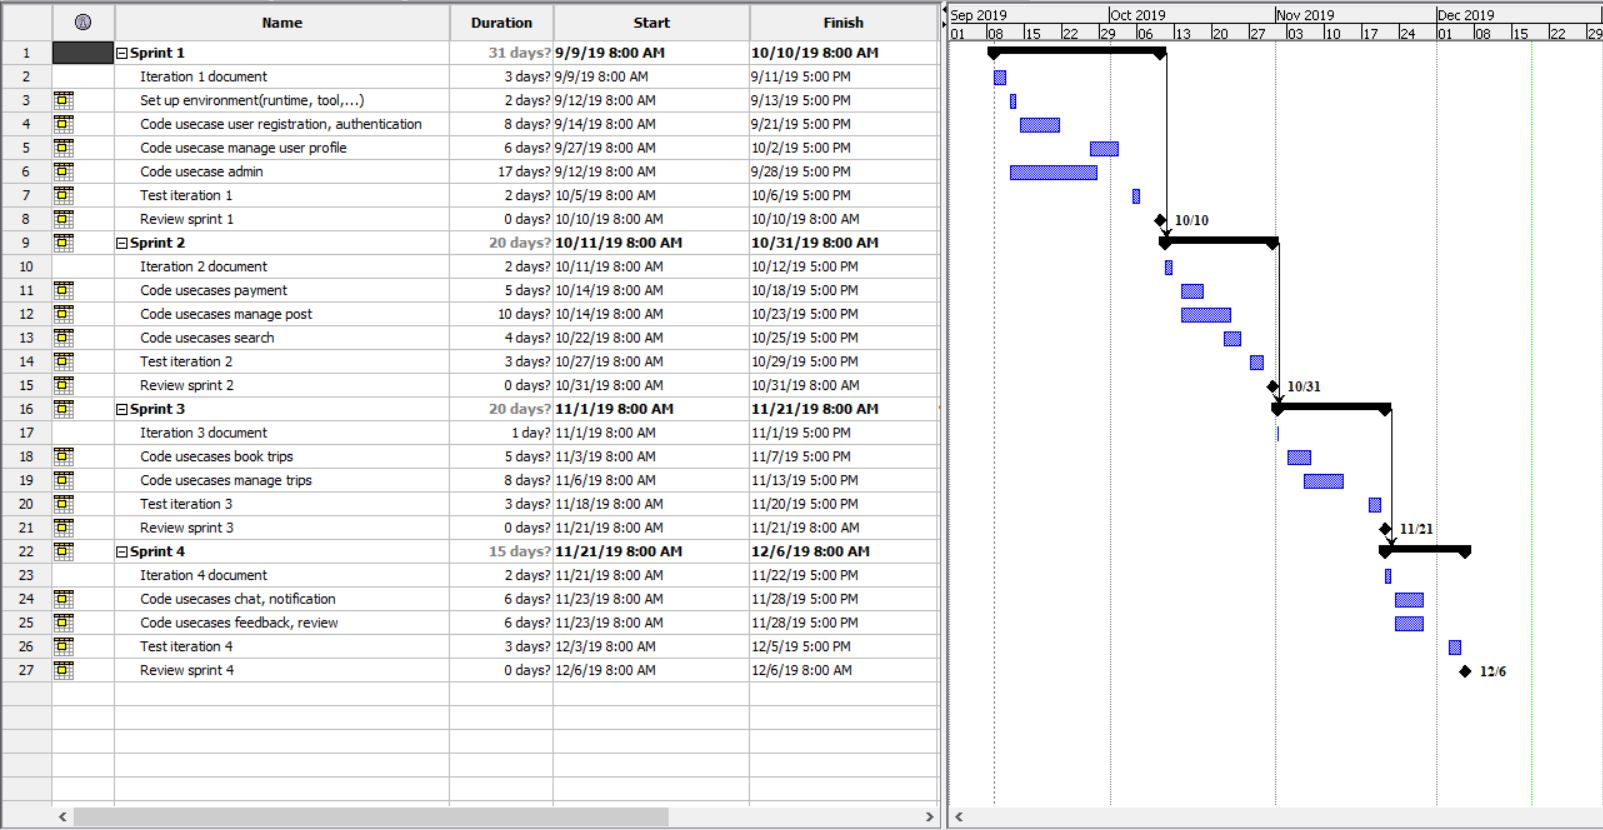 Name Duration Start Finish
1 Sprint 1 31 days? 9/9/19 8:00 AM 10/10/19 8:00 AM
2 Iteration 1 document 3 days? 9/9/19 8:00 AM 9/11/19 5:00 PM
3 Set up environment(runtime, tool,...) 2 days? 9/12/19 8:00 AM 9/13/19 5:00 PM
4 Code usecase user registration, authentication 8 days? 9/14/19 8:00 AM 9/21/19 5:00 PM
5 Code usecase manage user profile 6 days? 9/27/19 8:00 AM 10/2/19 5:00 PM
6 Code usecase admin 17 days? 9/12/19 8:00 AM 9/28/19 5:00 PM
7 Test iteration 1 2 days? 10/5/19 8:00 AM 10/6/19 5:00 PM
8 Review sprint 1 0 days? 10/10/19 8:00 AM 10/10/19 8:00 AM
9 Sprint 2 20 days? 10/11/19 8:00 AM 10/31/19 8:00 AM
10 Iteration 2 document 2 days? 10/11/19 8:00 AM 10/12/19 5:00 PM
11 Code usecases payment 5 days? 10/14/19 8:00 AM 10/18/19 5:00 PM
12 Code usecases manage post 10 days? 10/14/19 8:00 AM 10/23/19 5:00 PM
13 Code usecases search 4 days? 10/22/19 8:00 AM 10/25/19 5:00 PM
14 Test iteration 2 3 days? 10/27/19 8:00 AM 10/29/19 5:00 PM
15 Review sprint 2 0 days? 10/31/19 8:00 AM 10/31/19 8:00 AM
16 Sprint 3 20 days? 11/1/19 8:00 AM 11/21/19 8:00 AM
17 Iteration 3 document 1 day? 11/1/19 8:00 AM 11/1/19 5:00 PM
18 Code usecases book trips 5 days? 11/3/19 8:00 AM 11/7/19 5:00 PM
19 Code usecases manage trips 8 days? 11/6/19 8:00 AM 11/13/19 5:00 PM
20 Test iteration 3 3 days? 11/18/19 8:00 AM 11/20/19 5:00 PM
21 Review sprint 3 0 days? 11/21/19 8:00 AM 11/21/19 8:00 AM
22 Sprint 4 15 days? 11/21/19 8:00 AM 12/6/19 8:00 AM
23 Iteration 4 document 2 days? 11/21/19 8:00 AM 11/22/19 5:00 PM
24 Code usecases chat, notification 6 days? 11/23/19 8:00 AM 11/28/19 5:00 PM
25 Code usecases feedback, review 6 days? 11/23/19 8:00 AM 11/28/19 5:00 PM
26 Test iteration 4 3 days? 12/3/19 8:00 AM 12/5/19 5:00 PM
27 Review sprint 4 0 days? 12/6/19 8:00 AM 12/6/19 8:00 AM
Sep 2019 Oct 2019 Nov 2019 Dec 2019
01 08 15 22 29 06 13 20 27 03 10 17 24 01 08 15 22 29
10/10
10/31
11/21
12/6